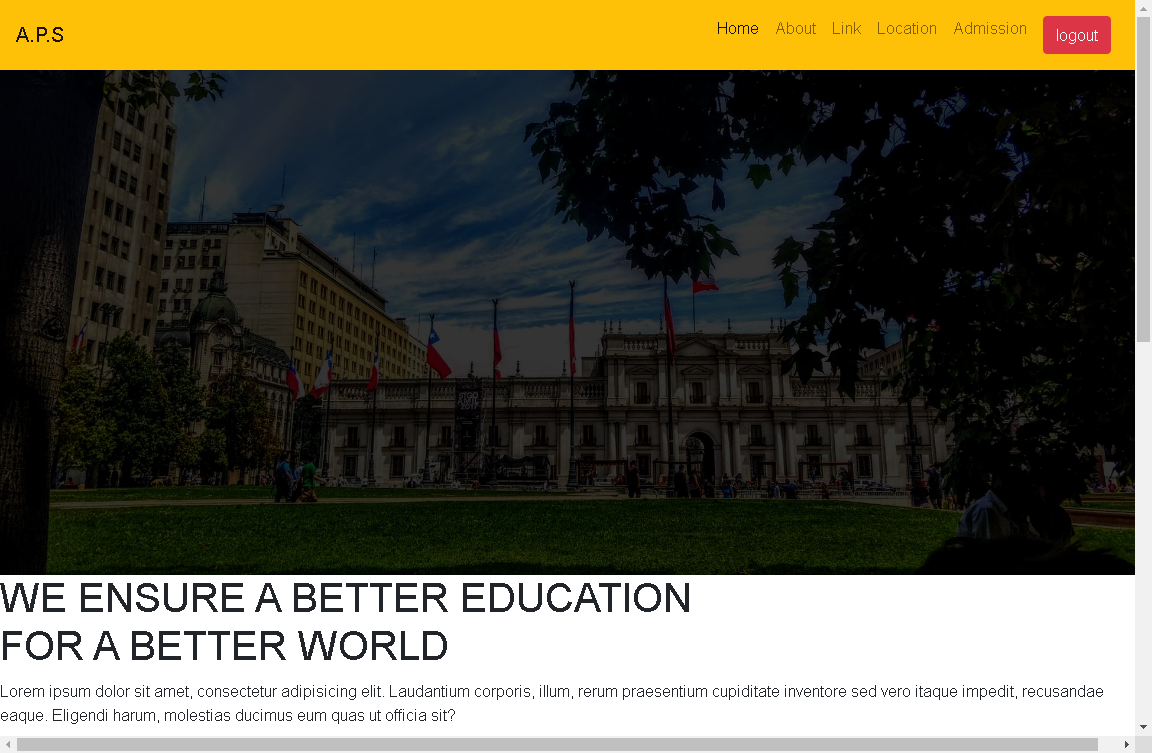 A.P.S
Home About Link Location Admission logout
WE ENSURE A BETTER EDUCATION
FOR A BETTER WORLD
Lorem ipsum dolor sit amet, consectetur adipisicing elit. Laudantium corporis, illum, rerum praesentium cupiditate inventore sed vero itaque impedit, recusandae
eaque. Eligendi harum, molestias ducimus eum quas ut officia sit?